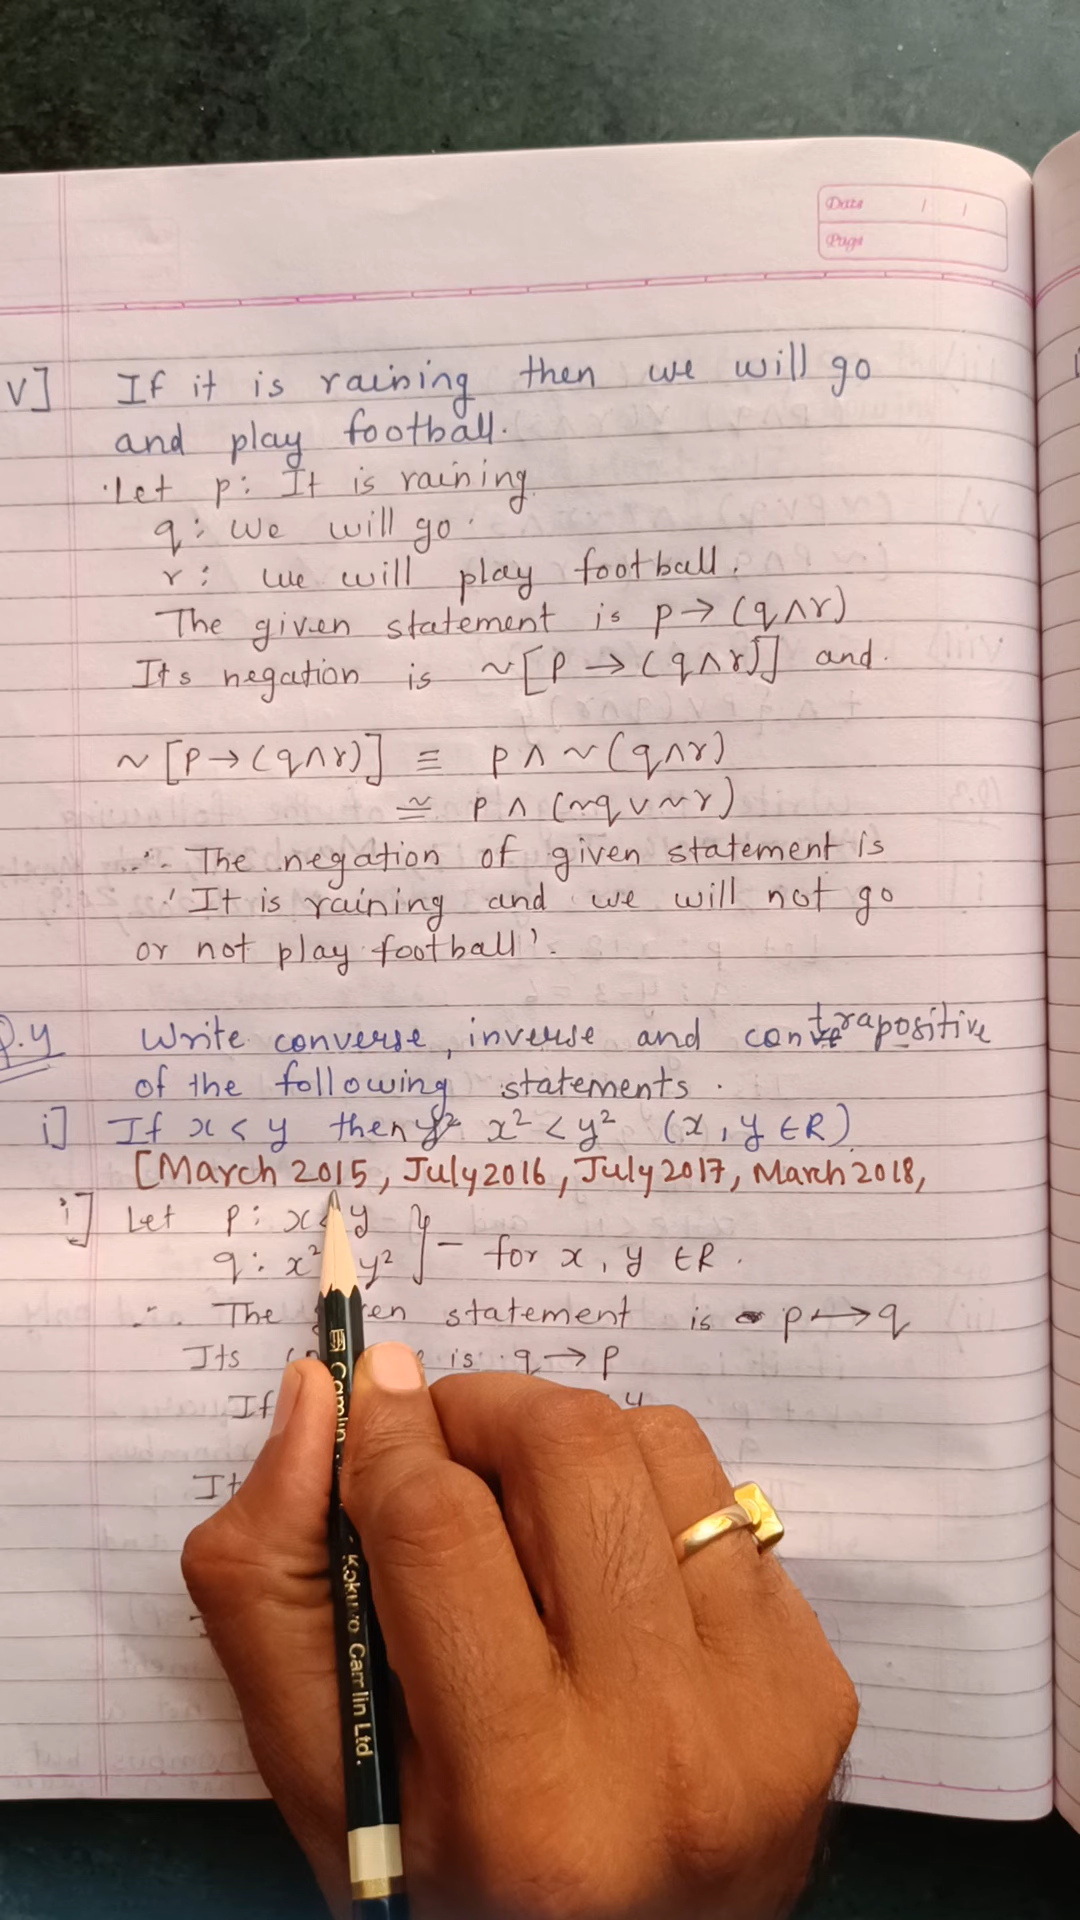 Date / /
Page
V] If it is raining then we will go
and play football.
Let p: It is raining
q: we will go.
r: we will play football.
The given statement is p → (q∧r)
Its negation is ~[p → (q∧r)] and.
~[p→(q∧r)] ≡ p∧~(q∧r)
≅ p∧(~q∨~r)
∴ The negation of given statement is
'It is raining and we will not go
or not play football'.
Q.4 Write converse, inverse and contrapositive
of the following statements.
i] If x < y then x² < y² (x, y ∈ R)
[March 2015, July 2016, July 2017, March 2018,
i] Let p: x < y
q: x² y² } – for x, y ∈ R.
∴ The statement is p → q
Its is q → p
If y
It
Camlin
Kokuyo Camlin Ltd.